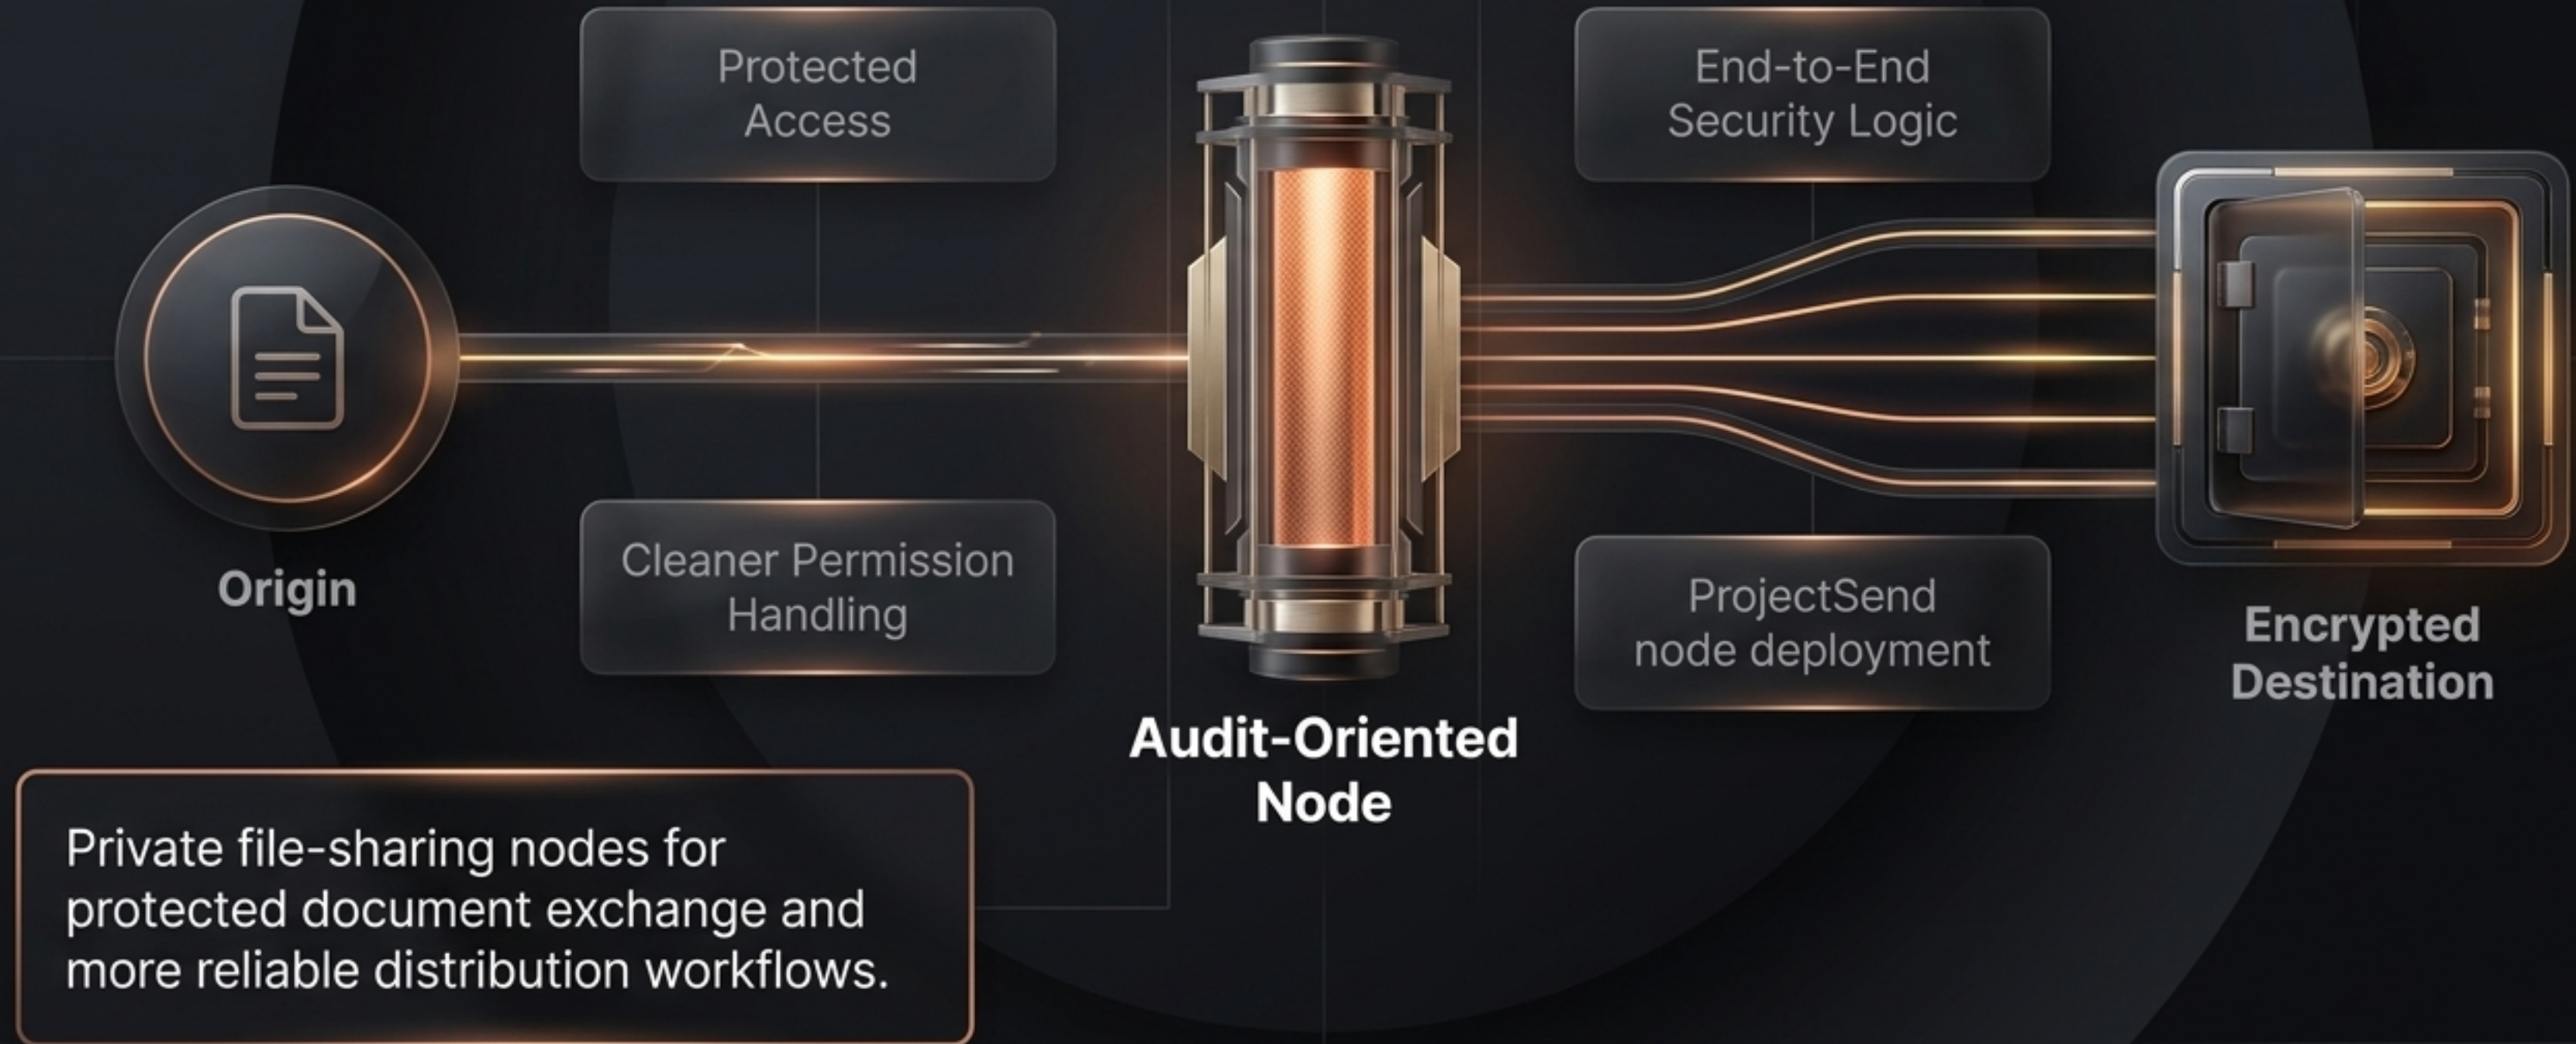 Protected
Access
End-to-End
Security Logic
Origin
Cleaner Permission
Handling
ProjectSend
node deployment
Encrypted
Destination
Audit-Oriented
Node
Private file-sharing nodes for
protected document exchange and
more reliable distribution workflows.